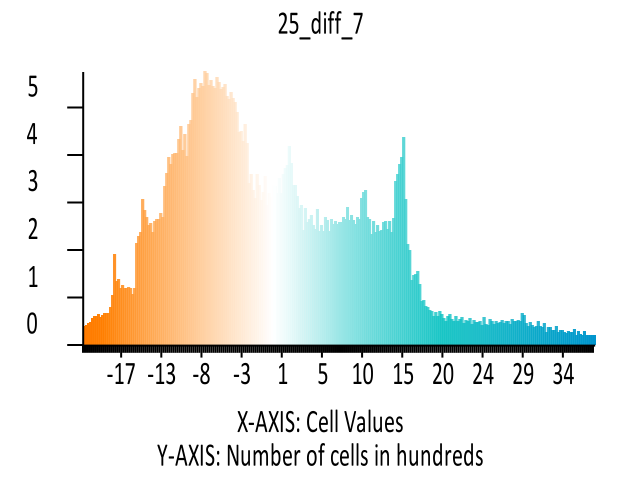 25_diff_7
5
4
3
2
1
0
-17 -13 -8 -3 1 5 10 15 20 24 29 34
X-AXIS: Cell Values
Y-AXIS: Number of cells in hundreds